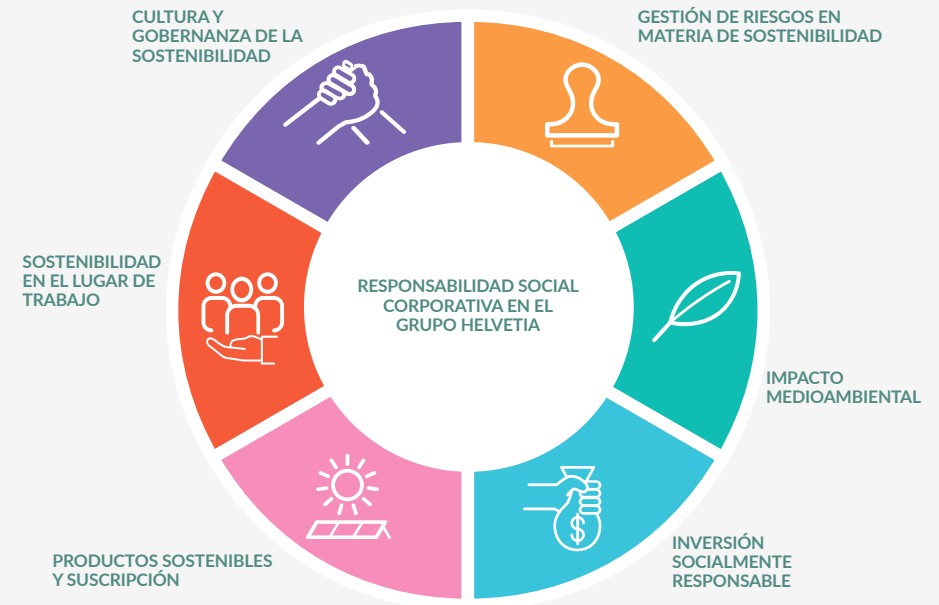 CULTURA Y
GOBERNANZA DE LA
SOSTENIBILIDAD
GESTIÓN DE RIESGOS EN
MATERIA DE SOSTENIBILIDAD
SOSTENIBILIDAD
EN EL LUGAR DE
TRABAJO
RESPONSABILIDAD SOCIAL
CORPORATIVA EN EL
GRUPO HELVETIA
IMPACTO
MEDIOAMBIENTAL
PRODUCTOS SOSTENIBLES
Y SUSCRIPCIÓN
INVERSIÓN
SOCIALMENTE
RESPONSABLE
$